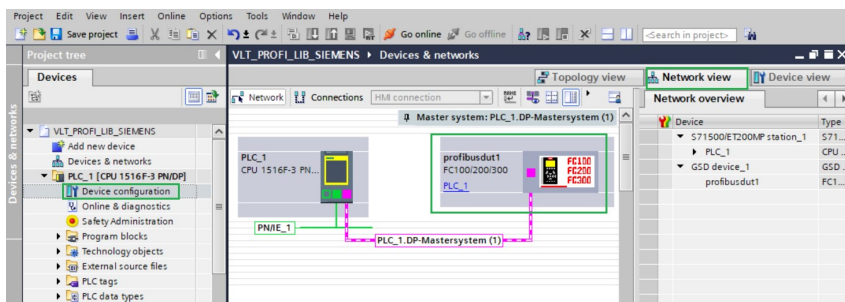 Project Edit View Insert Online Options Tools Window Help
Save project Go online Go offline <Search in project>
Project tree
VLT_PROFI_LIB_SIEMENS ▸ Devices & networks
Devices
Topology view Network view Device view
Network Connections HMI connection
Network overview
Master system: PLC_1.DP-Mastersystem (1)
Devices & networks
VLT_PROFI_LIB_SIEMENS
Add new device
Devices & networks
PLC_1 [CPU 1516F-3 PN/DP]
Device configuration
Online & diagnostics
Safety Administration
Program blocks
Technology objects
External source files
PLC tags
PLC data types
PLC_1
CPU 1516F-3 PN...
profibusdut1
FC100/200/300
PLC_1
FC100
FC200
FC300
PN/IE_1
PLC_1.DP-Mastersystem (1)
Device Type
S71500/ET200MP station_1 S71...
PLC_1 CPU ..
GSD device_1 GSD .
profibusdut1 FC1...